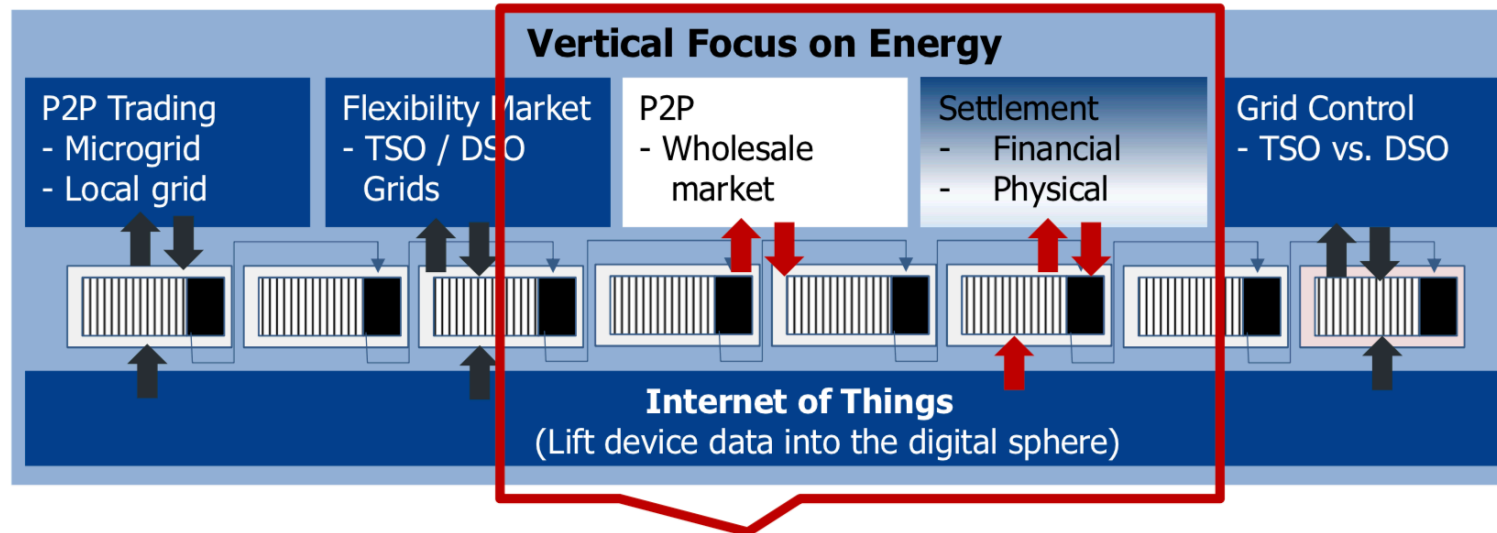 Vertical Focus on Energy
P2P Trading
- Microgrid
- Local grid
Flexibility Market
- TSO / DSO
Grids
P2P
- Wholesale
market
Settlement
- Financial
- Physical
Grid Control
- TSO vs. DSO
Internet of Things
(Lift device data into the digital sphere)